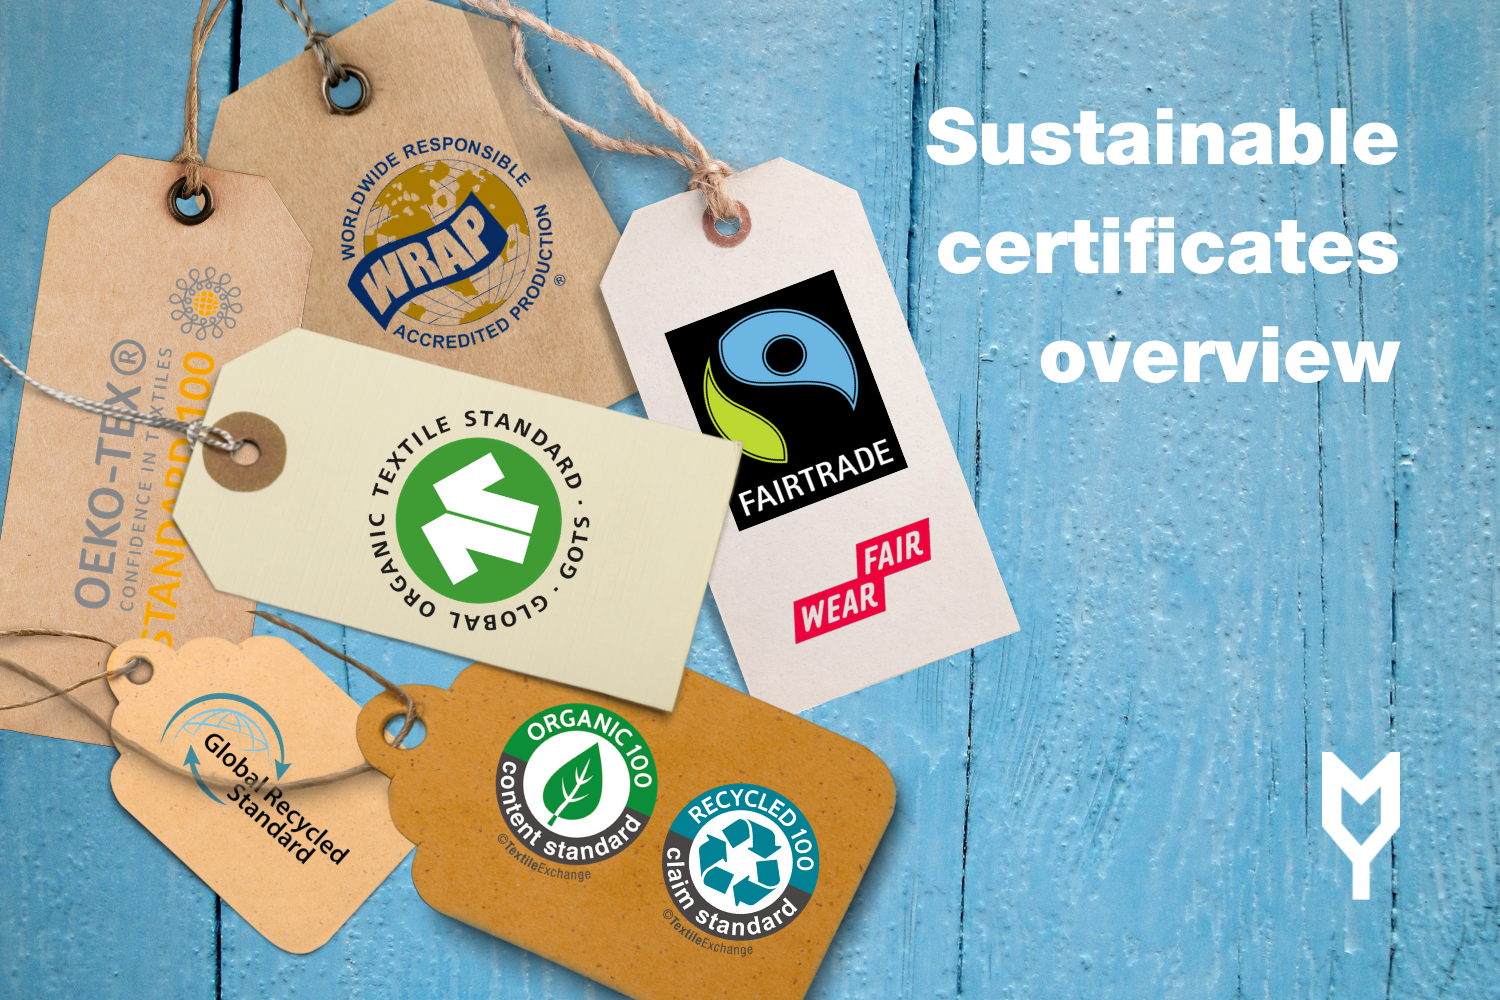 Sustainable
certificates
overview
WORLDWIDE RESPONSIBLE
WRAP
ACCREDITED PRODUCTION
®
OEKO-TEX®
CONFIDENCE IN TEXTILES
STANDARD 100
GLOBAL ORGANIC TEXTILE STANDARD · GOTS ·
FAIRTRADE
FAIR
WEAR
Global Recycled
Standard
ORGANIC 100
content standard
©TextileExchange
RECYCLED 100
claim standard
©TextileExchange